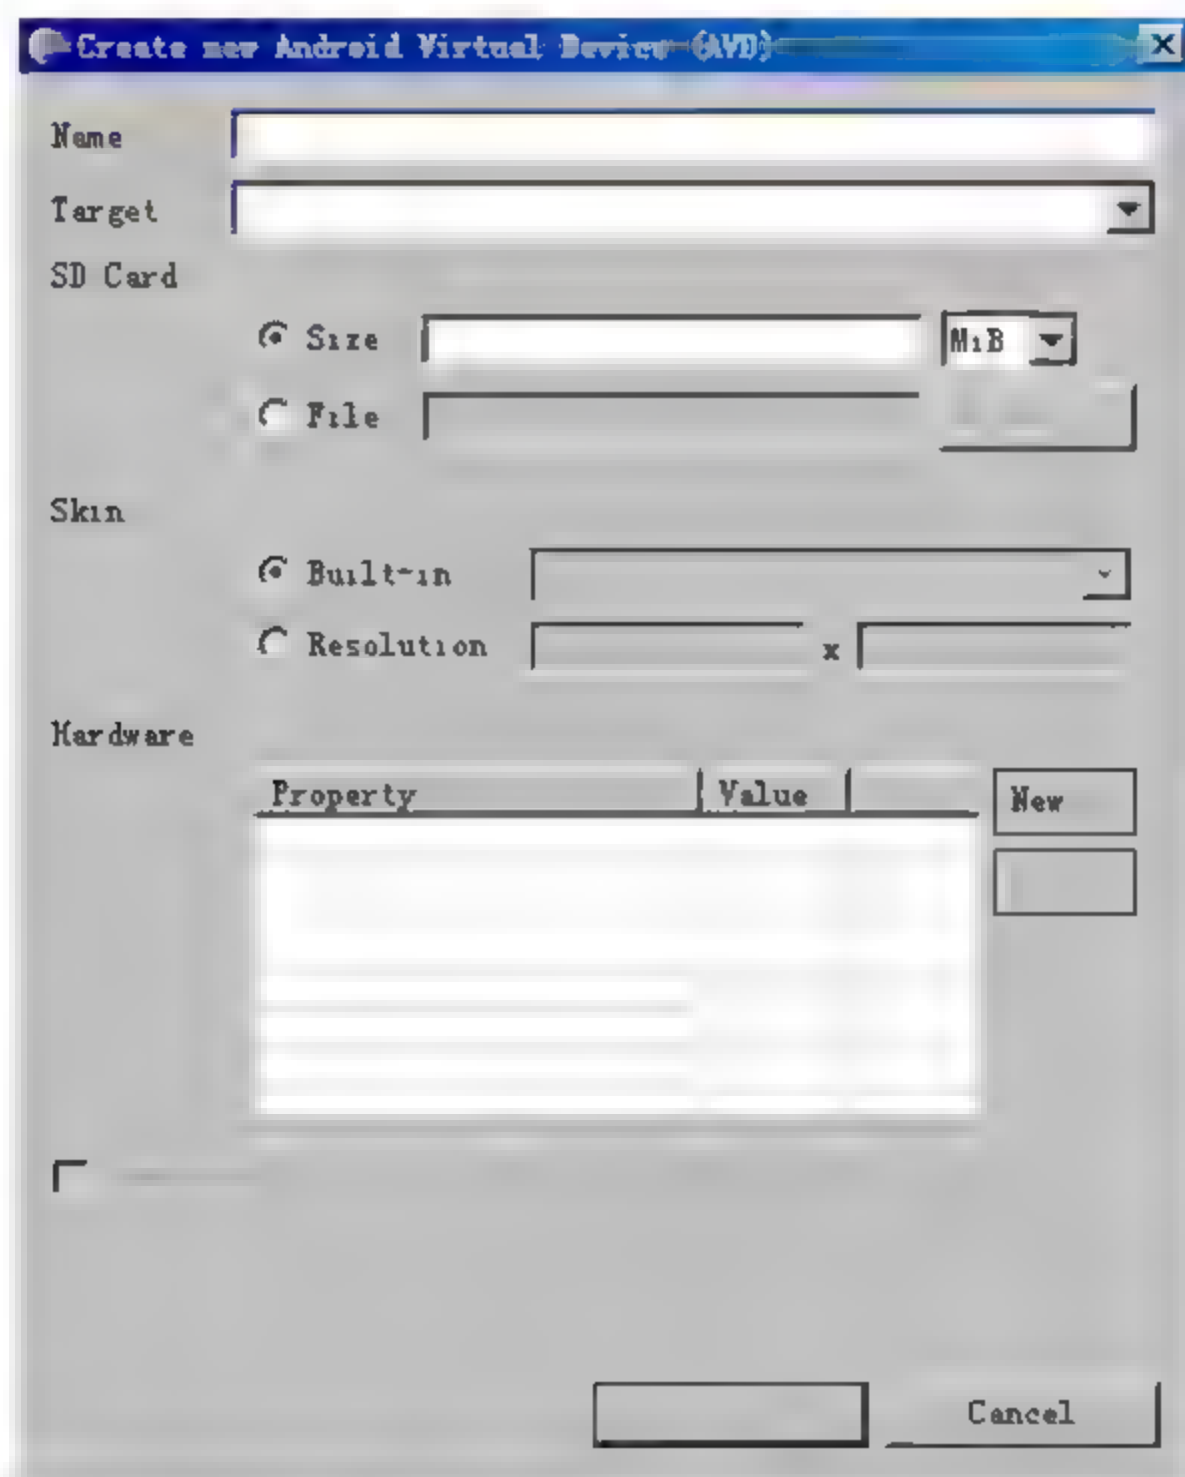 Create new Android Virtual Device (AVD)
Name
Target
SD Card
Size MiB
File
Skin
Built-in
Resolution x
Hardware
Property Value New
Cancel